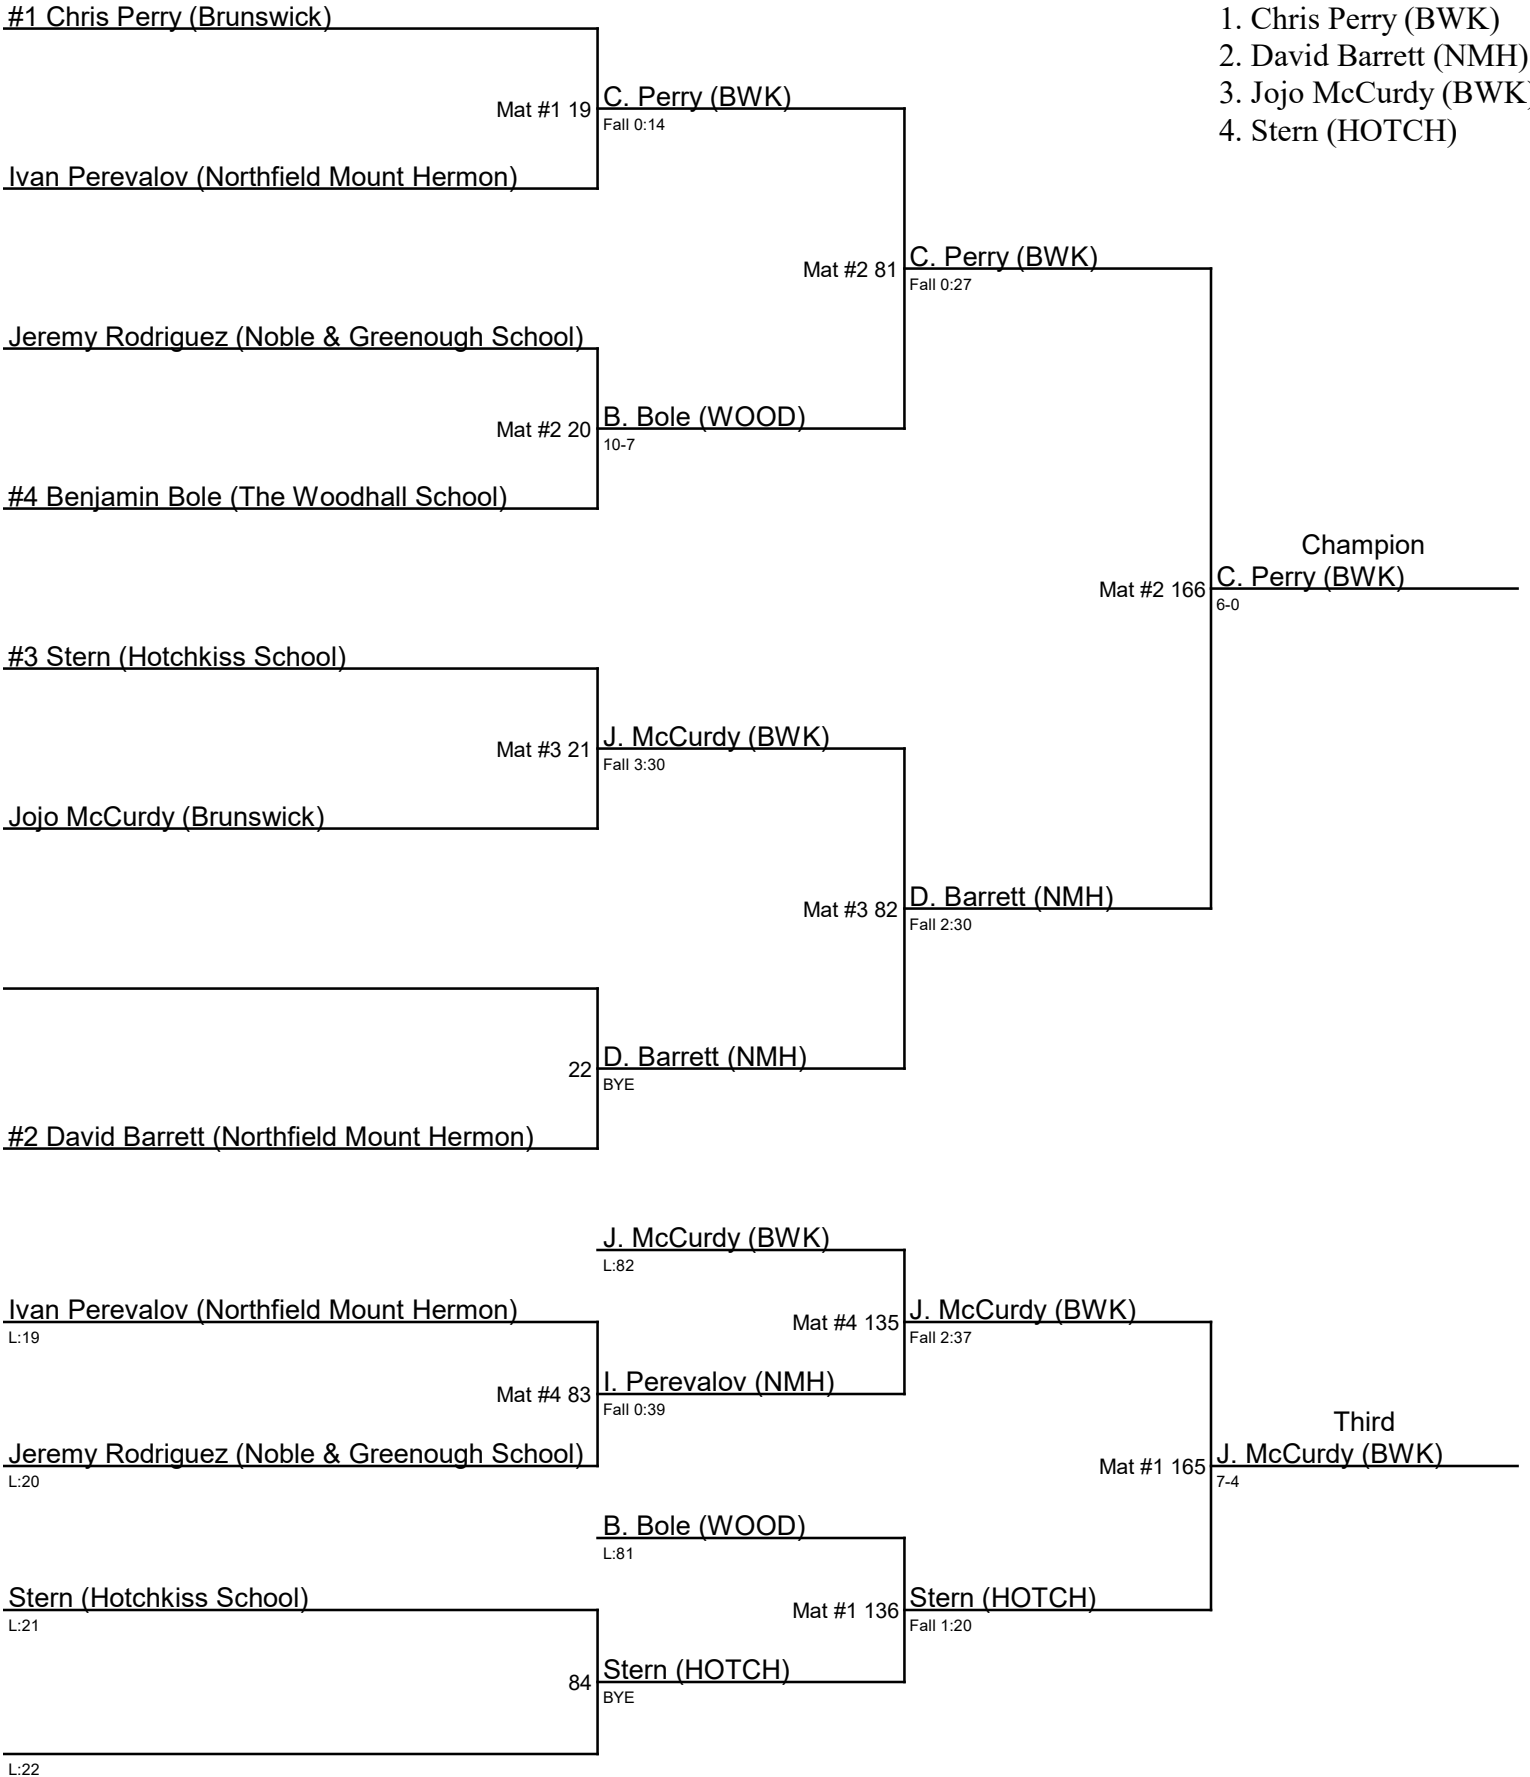 #1 Chris Perry (Brunswick)
1. Chris Perry (BWK)
2. David Barrett (NMH)
3. Jojo McCurdy (BWK)
4. Stern (HOTCH)
Mat #1 19
C. Perry (BWK)
Fall 0:14
Ivan Perevalov (Northfield Mount Hermon)
Mat #2 81
C. Perry (BWK)
Fall 0:27
Jeremy Rodriguez (Noble & Greenough School)
Mat #2 20
B. Bole (WOOD)
10-7
#4 Benjamin Bole (The Woodhall School)
Champion
Mat #2 166
C. Perry (BWK)
6-0
#3 Stern (Hotchkiss School)
Mat #3 21
J. McCurdy (BWK)
Fall 3:30
Jojo McCurdy (Brunswick)
Mat #3 82
D. Barrett (NMH)
Fall 2:30
22
D. Barrett (NMH)
BYE
#2 David Barrett (Northfield Mount Hermon)
J. McCurdy (BWK)
L:82
Ivan Perevalov (Northfield Mount Hermon)
L:19
Mat #4 135
J. McCurdy (BWK)
Fall 2:37
Mat #4 83
I. Perevalov (NMH)
Fall 0:39
Jeremy Rodriguez (Noble & Greenough School)
L:20
Third
Mat #1 165
J. McCurdy (BWK)
7-4
B. Bole (WOOD)
L:81
Stern (Hotchkiss School)
L:21
Mat #1 136
Stern (HOTCH)
Fall 1:20
84
Stern (HOTCH)
BYE
L:22